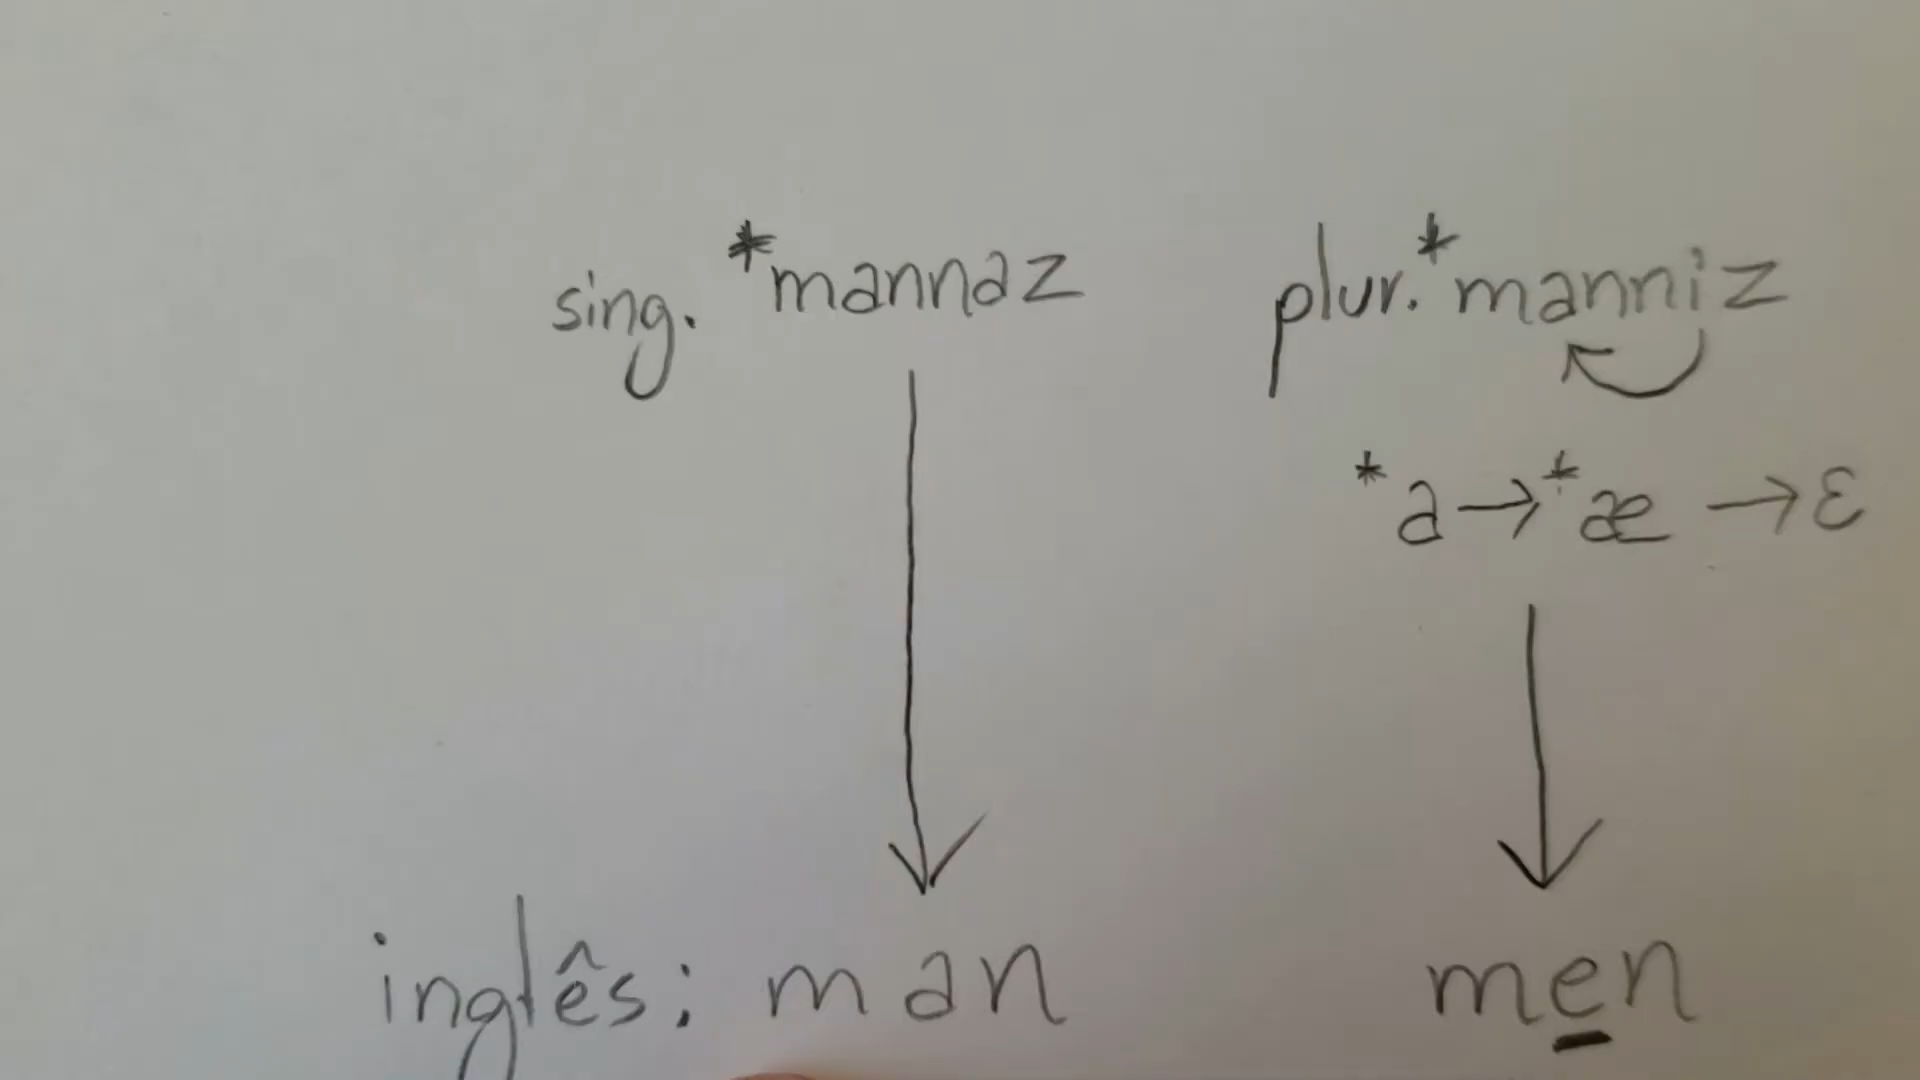 sing. *mannaz plur. *manniz
*a → *æ → ɛ
inglês: man men